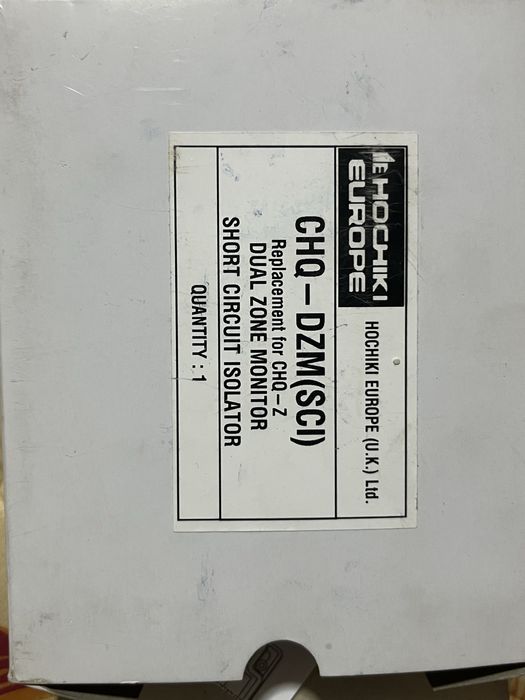 HOCHIKI
EUROPE
HOCHIKI EUROPE (U.K.) Ltd.
CHQ – DZM(SCI)
Replacement for CHQ – Z
DUAL ZONE MONITOR
SHORT CIRCUIT ISOLATOR
QUANTITY : 1